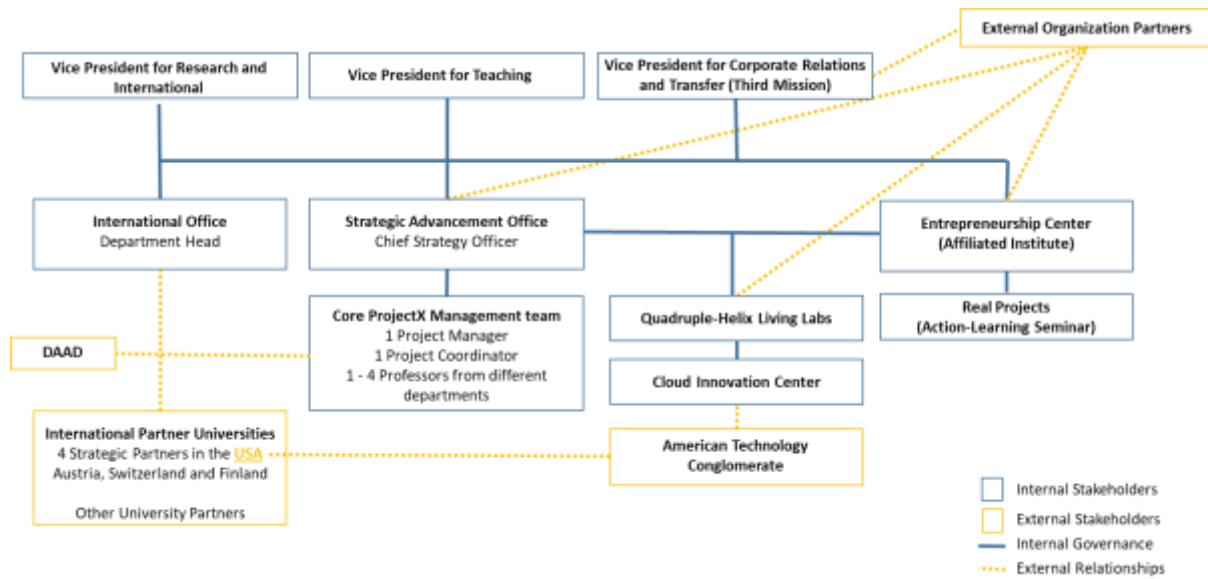 External Organization Partners
Vice President for Research and
International
Vice President for Teaching
Vice President for Corporate Relations
and Transfer (Third Mission)
International Office
Department Head
Strategic Advancement Office
Chief Strategy Officer
Entrepreneurship Center
(Affiliated Institute)
Core ProjectX Management team
1 Project Manager
1 Project Coordinator
1 - 4 Professors from different
departments
Quadruple-Helix Living Labs
Real Projects
(Action-Learning Seminar)
DAAD
Cloud Innovation Center
International Partner Universities
4 Strategic Partners in the USA
Austria, Switzerland and Finland
Other University Partners
American Technology
Conglomerate
Internal Stakeholders
External Stakeholders
Internal Governance
External Relationships